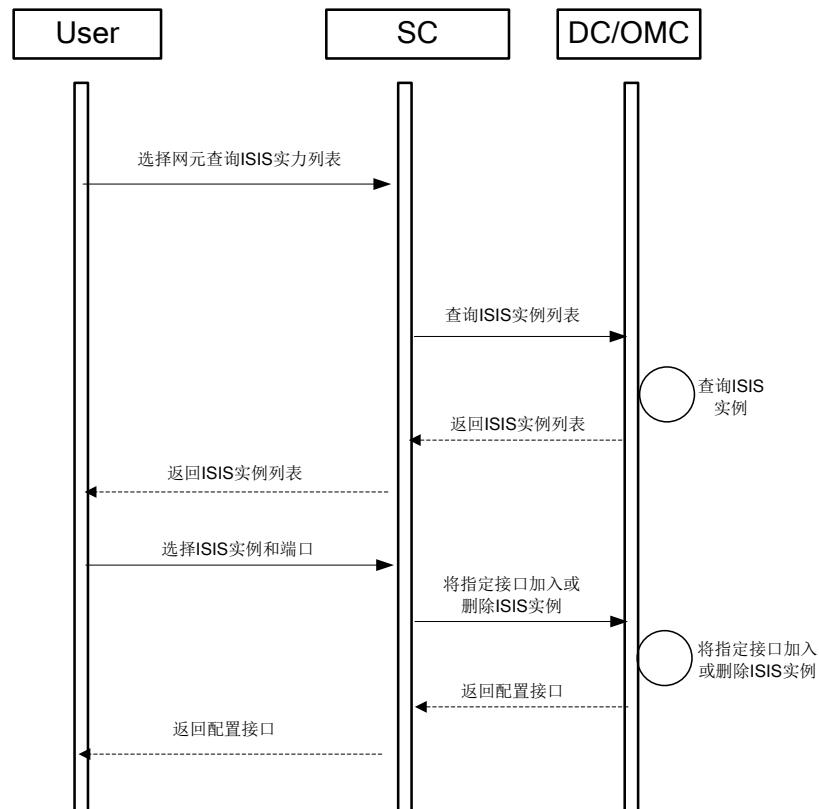 User
SC
DC/OMC
选择网元查询ISIS实力列表
查询ISIS实例列表
查询ISIS
实例
返回ISIS实例列表
返回ISIS实例列表
选择ISIS实例和端口
将指定接口加入或
删除ISIS实例
将指定接口加入
或删除ISIS实例
返回配置接口
返回配置接口